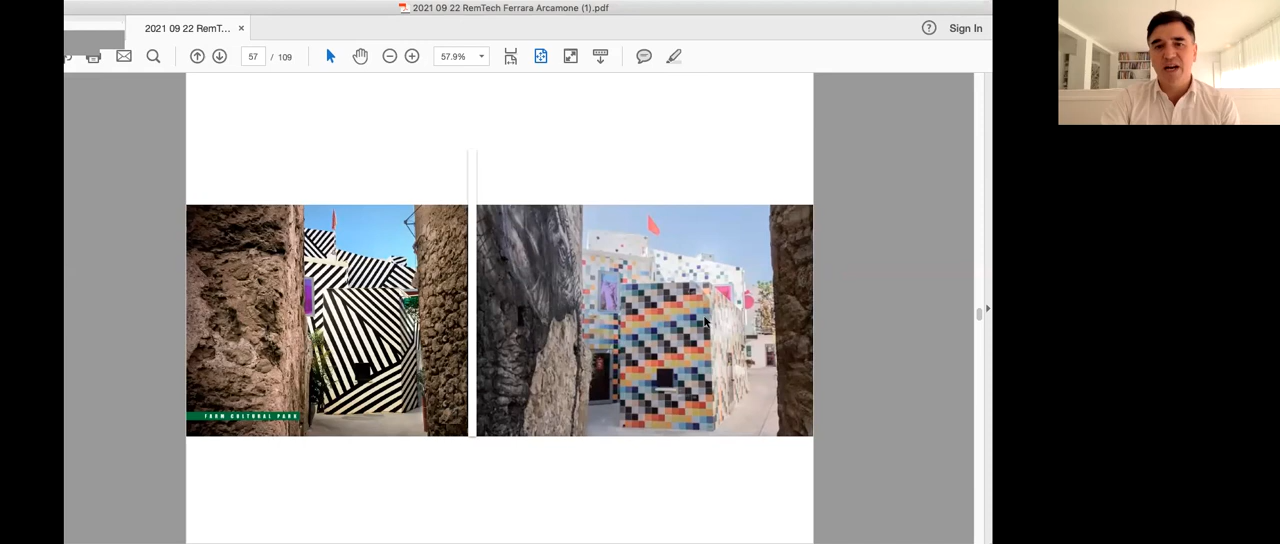 2021 09 22 RemTech Ferrara Arcamone (1).pdf
2021 09 22 RemT... ×
? Sign In
57 / 109
57.9%
FARM CULTURAL PARK